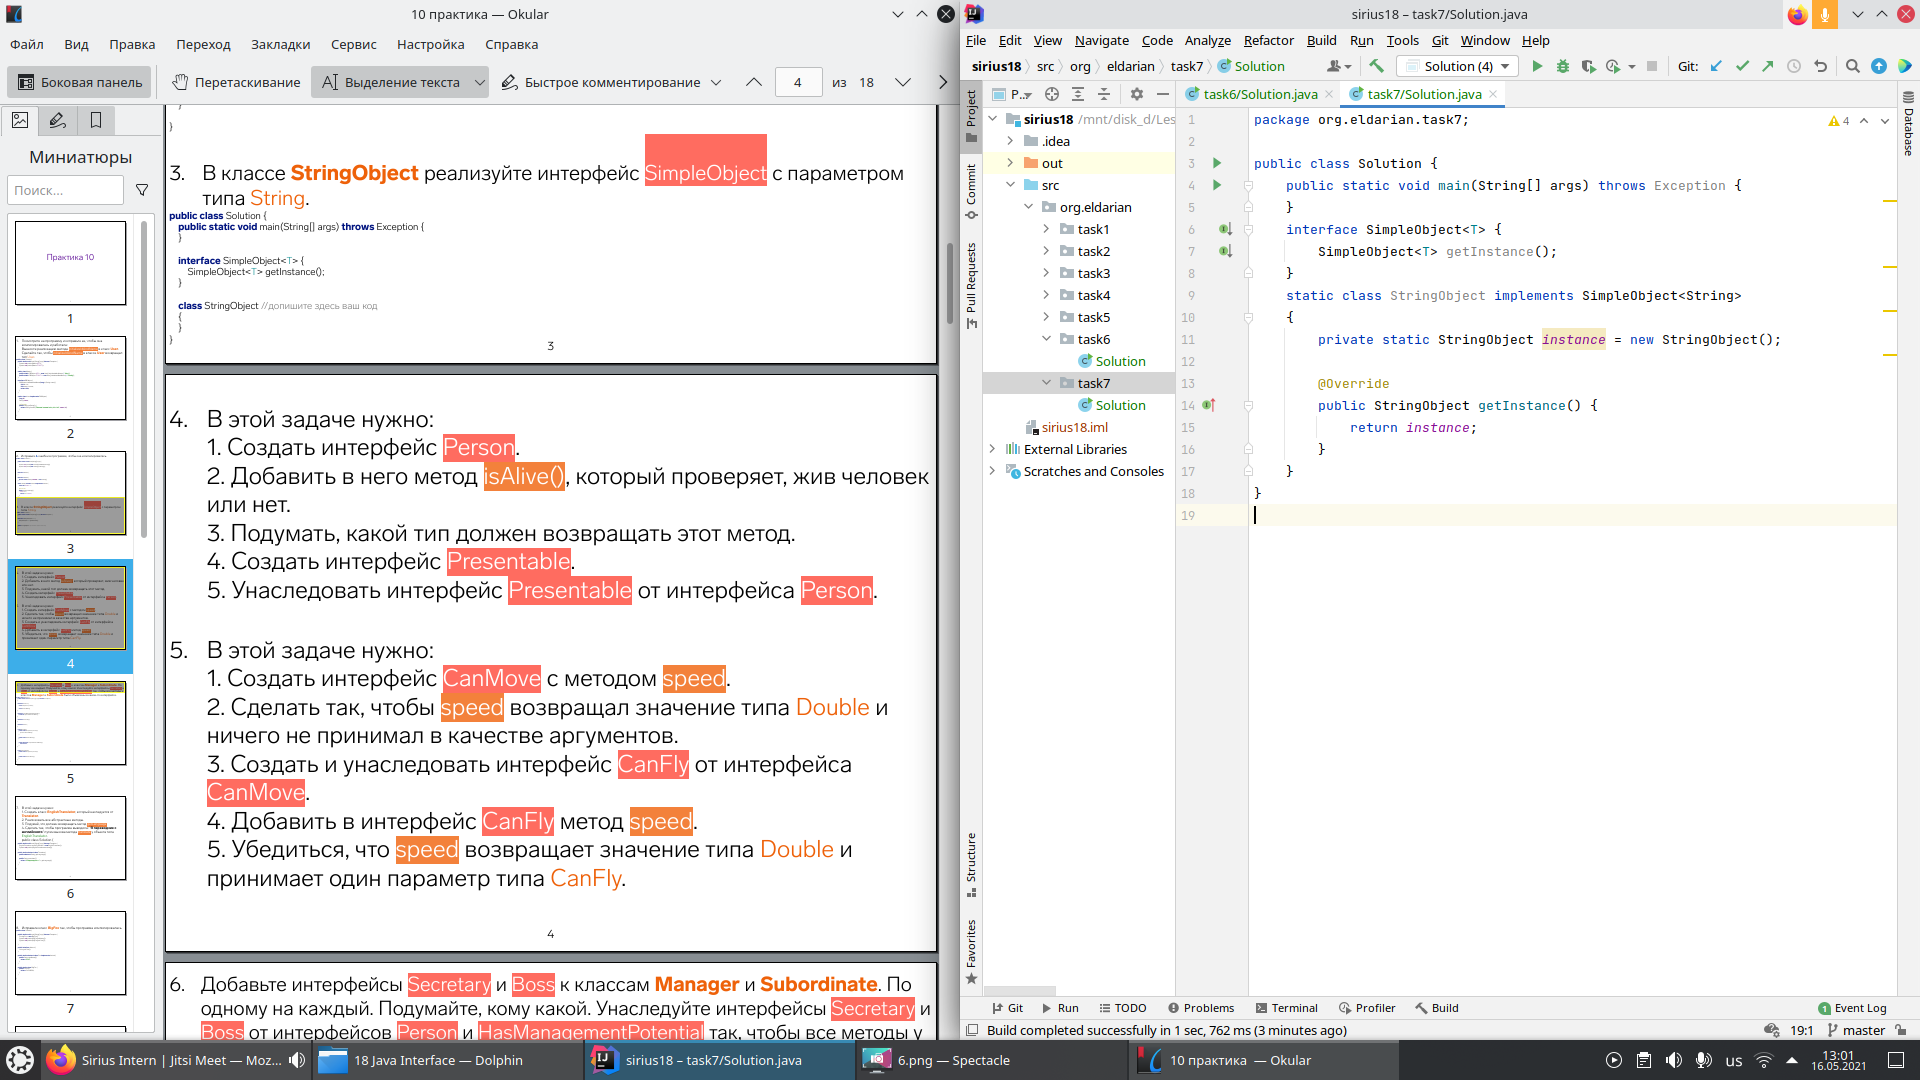 10 практика — Okular
Файл Вид Правка Переход Закладки Сервис Настройка Справка
Боковая панель Перетаскивание Выделение текста Быстрое комментирование 4 из 18
Миниатюры
Поиск...
Практика 10
1
2
3
4
5
6
7
}
3. В классе StringObject реализуйте интерфейс SimpleObject с параметром
типа String.
public class Solution {
public static void main(String[] args) throws Exception {
}
interface SimpleObject<T> {
SimpleObject<T> getInstance();
}
class StringObject //допишите здесь ваш код
{
}
}
3
4. В этой задаче нужно:
1. Создать интерфейс Person.
2. Добавить в него метод isAlive(), который проверяет, жив человек
или нет.
3. Подумать, какой тип должен возвращать этот метод.
4. Создать интерфейс Presentable.
5. Унаследовать интерфейс Presentable от интерфейса Person.
5. В этой задаче нужно:
1. Создать интерфейс CanMove с методом speed.
2. Сделать так, чтобы speed возвращал значение типа Double и
ничего не принимал в качестве аргументов.
3. Создать и унаследовать интерфейс CanFly от интерфейса
CanMove.
4. Добавить в интерфейс CanFly метод speed.
5. Убедиться, что speed возвращает значение типа Double и
принимает один параметр типа CanFly.
4
6. Добавьте интерфейсы Secretary и Boss к классам Manager и Subordinate. По
одному на каждый. Подумайте, кому какой. Унаследуйте интерфейсы Secretary и
Boss от интерфейсов Person и HasManagementPotential так, чтобы все методы у
sirius18 – task7/Solution.java
File Edit View Navigate Code Analyze Refactor Build Run Tools Git Window Help
sirius18 src org eldarian task7 Solution Solution (4) Git:
Project
Commit
Pull Requests
Structure
Favorites
Database
P..
task6/Solution.java task7/Solution.java
sirius18 /mnt/disk_d/Les
.idea
out
src
org.eldarian
task1
task2
task3
task4
task5
task6
Solution
task7
Solution
sirius18.iml
External Libraries
Scratches and Consoles
4
1 package org.eldarian.task7;
2
3 public class Solution {
4 public static void main(String[] args) throws Exception {
5 }
6 interface SimpleObject<T> {
7 SimpleObject<T> getInstance();
8 }
9 static class StringObject implements SimpleObject<String>
10 {
11 private static StringObject instance = new StringObject();
12
13 @Override
14 public StringObject getInstance() {
15 return instance;
16 }
17 }
18 }
19
Git Run TODO Problems Terminal Profiler Build 1 Event Log
Build completed successfully in 1 sec, 762 ms (3 minutes ago) 19:1 master
Sirius Intern | Jitsi Meet — Moz... 18 Java Interface — Dolphin sirius18 – task7/Solution.java 6.png — Spectacle 10 практика — Okular us 13:01
16.05.2021